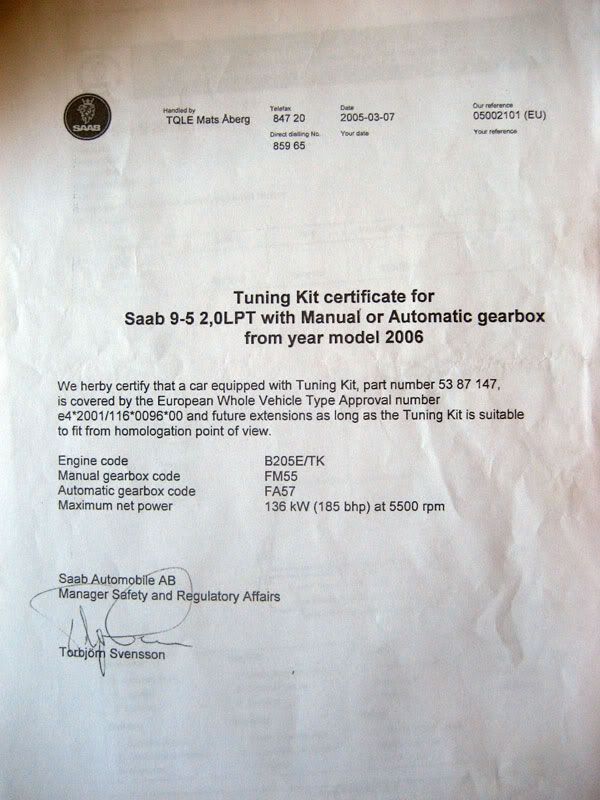 SAAB
Handled by
TQLE Mats Åberg
Telefax
847 20
Direct dialling No.
859 65
Date
2005-03-07
Your date
Our reference
05002101 (EU)
Your reference
Tuning Kit certificate for
Saab 9-5 2,0LPT with Manual or Automatic gearbox
from year model 2006
We herby certify that a car equipped with Tuning Kit, part number 53 87 147,
is covered by the European Whole Vehicle Type Approval number
e4*2001/116*0096*00 and future extensions as long as the Tuning Kit is suitable
to fit from homologation point of view.
Engine code B205E/TK
Manual gearbox code FM55
Automatic gearbox code FA57
Maximum net power 136 kW (185 bhp) at 5500 rpm
Saab Automobile AB
Manager Safety and Regulatory Affairs
Torbjörn Svensson